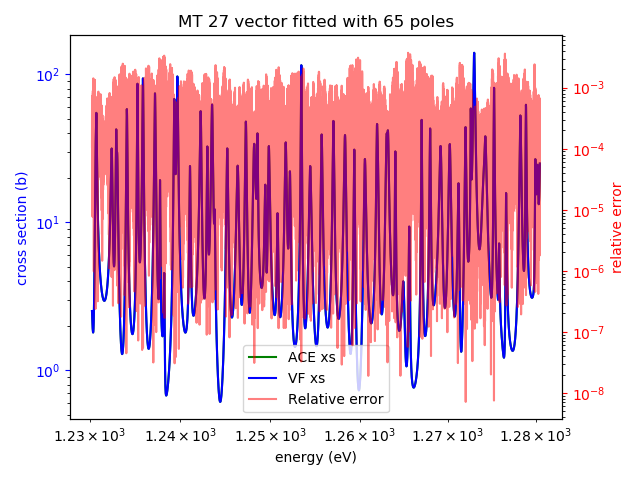 MT 27 vector fitted with 65 poles
10²
10¹
10⁰
cross section (b)
10⁻³
10⁻⁴
10⁻⁵
10⁻⁶
10⁻⁷
10⁻⁸
relative error
ACE xs
VF xs
Relative error
1.23 × 10³ 1.24 × 10³ 1.25 × 10³ 1.26 × 10³ 1.27 × 10³ 1.28 × 10³
energy (eV)